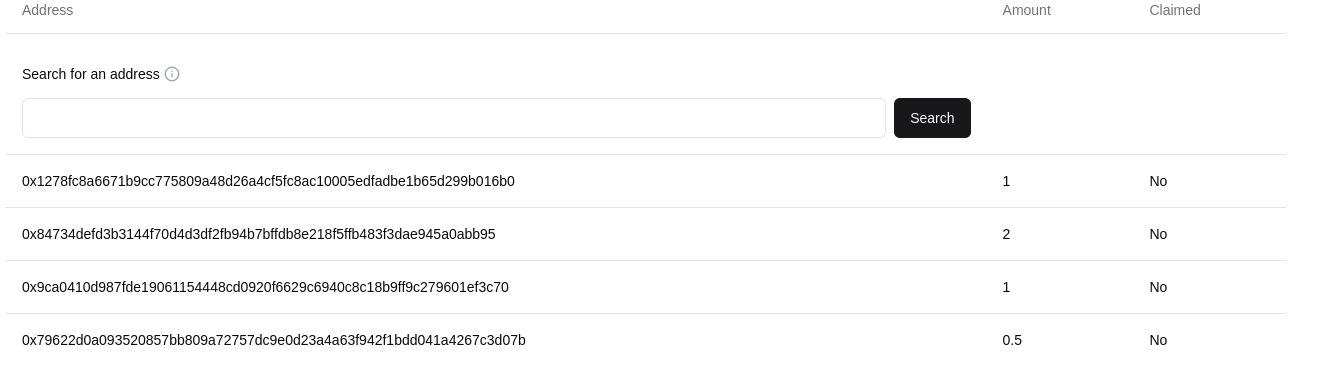 Address Amount Claimed
Search for an address
Search
0x1278fc8a6671b9cc775809a48d26a4cf5fc8ac10005edfadbe1b65d299b016b0 1 No
0x84734defd3b3144f70d4d3df2fb94b7bffdb8e218f5ffb483f3dae945a0abb95 2 No
0x9ca0410d987fde19061154448cd0920f6629c6940c8c18b9ff9c279601ef3c70 1 No
0x79622d0a093520857bb809a72757dc9e0d23a4a63f942f1bdd041a4267c3d07b 0.5 No